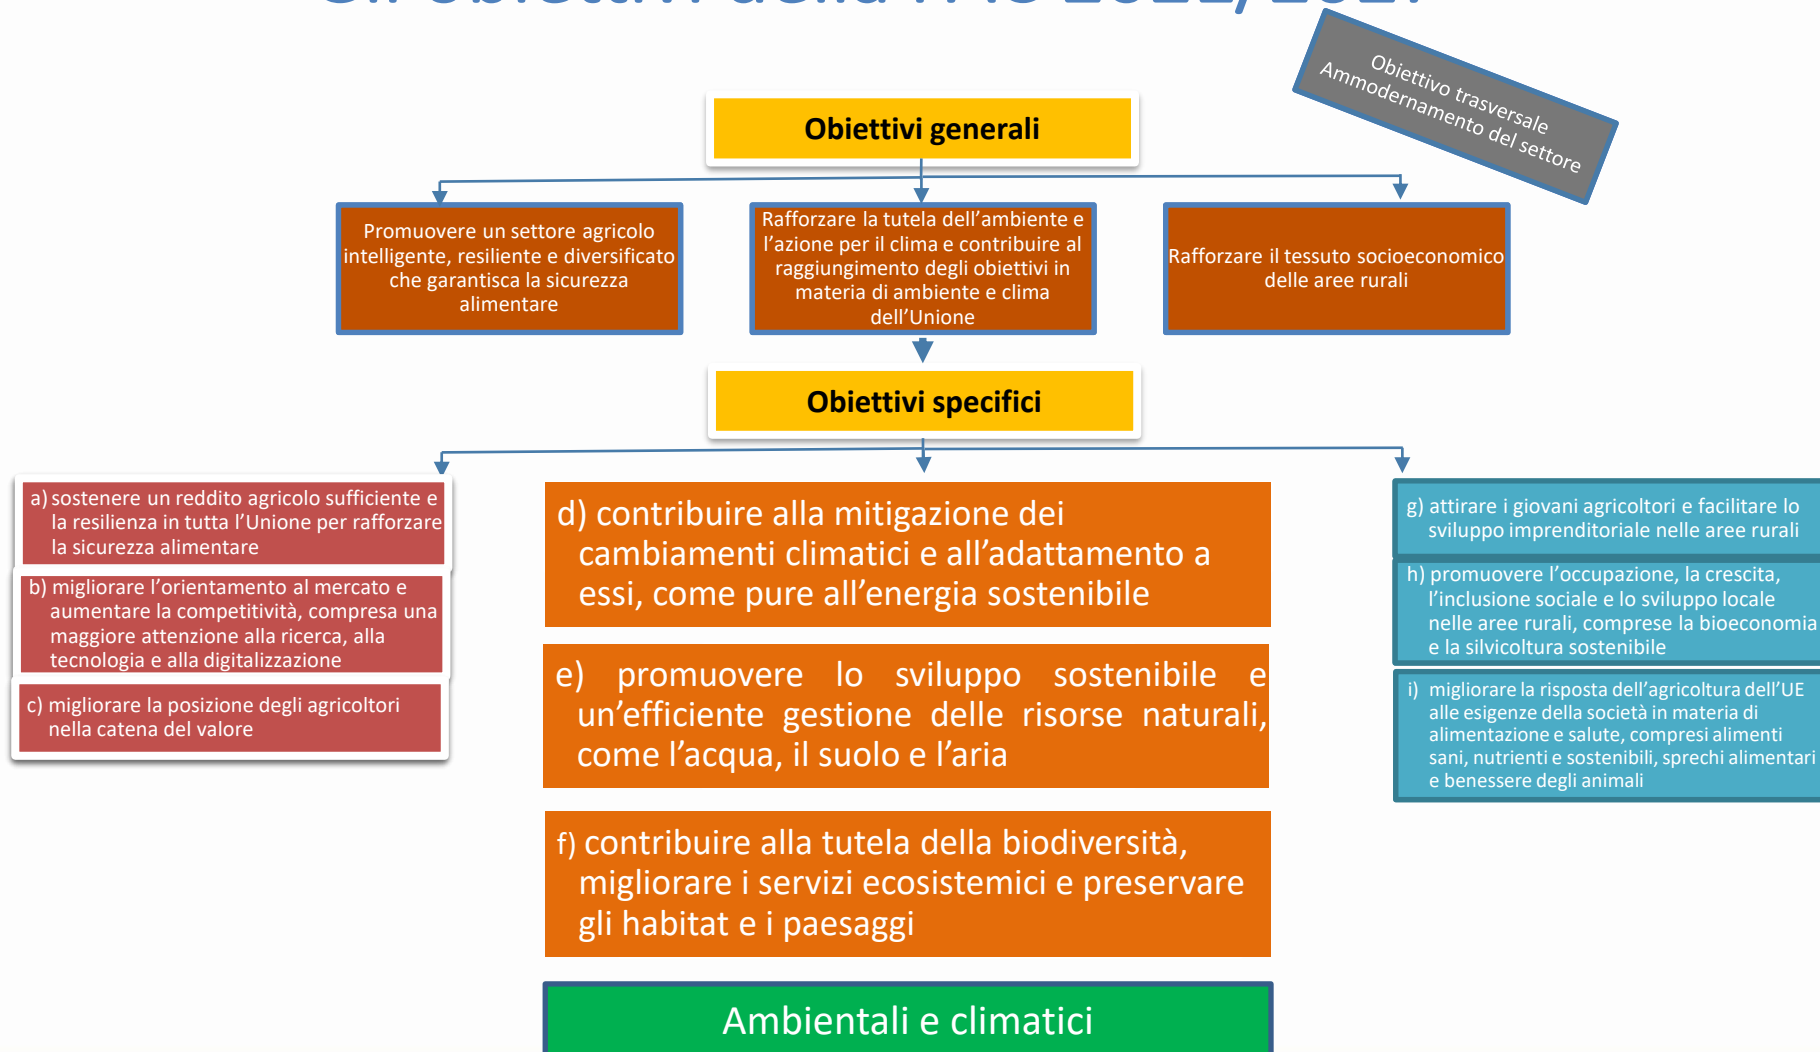 Gli obiettivi della PAC
Obiettivo trasversale
Ammodernamento del settore
Obiettivi generali
Promuovere un settore agricolo
intelligente, resiliente e diversificato
che garantisca la sicurezza
alimentare
Rafforzare la tutela dell’ambiente e
l’azione per il clima e contribuire al
raggiungimento degli obiettivi in
materia di ambiente e clima
dell’Unione
Rafforzare il tessuto socioeconomico
delle aree rurali
Obiettivi specifici
a) sostenere un reddito agricolo sufficiente e
la resilienza in tutta l’Unione per rafforzare
la sicurezza alimentare
b) migliorare l’orientamento al mercato e
aumentare la competitività, compresa una
maggiore attenzione alla ricerca, alla
tecnologia e alla digitalizzazione
c) migliorare la posizione degli agricoltori
nella catena del valore
d) contribuire alla mitigazione dei
cambiamenti climatici e all’adattamento a
essi, come pure all’energia sostenibile
e) promuovere lo sviluppo sostenibile e
un’efficiente gestione delle risorse naturali,
come l’acqua, il suolo e l’aria
f) contribuire alla tutela della biodiversità,
migliorare i servizi ecosistemici e preservare
gli habitat e i paesaggi
Ambientali e climatici
g) attirare i giovani agricoltori e facilitare lo
sviluppo imprenditoriale nelle aree rurali
h) promuovere l’occupazione, la crescita,
l’inclusione sociale e lo sviluppo locale
nelle aree rurali, comprese la bioeconomia
e la silvicoltura sostenibile
i) migliorare la risposta dell’agricoltura dell’UE
alle esigenze della società in materia di
alimentazione e salute, compresi alimenti
sani, nutrienti e sostenibili, sprechi alimentari
e benessere degli animali